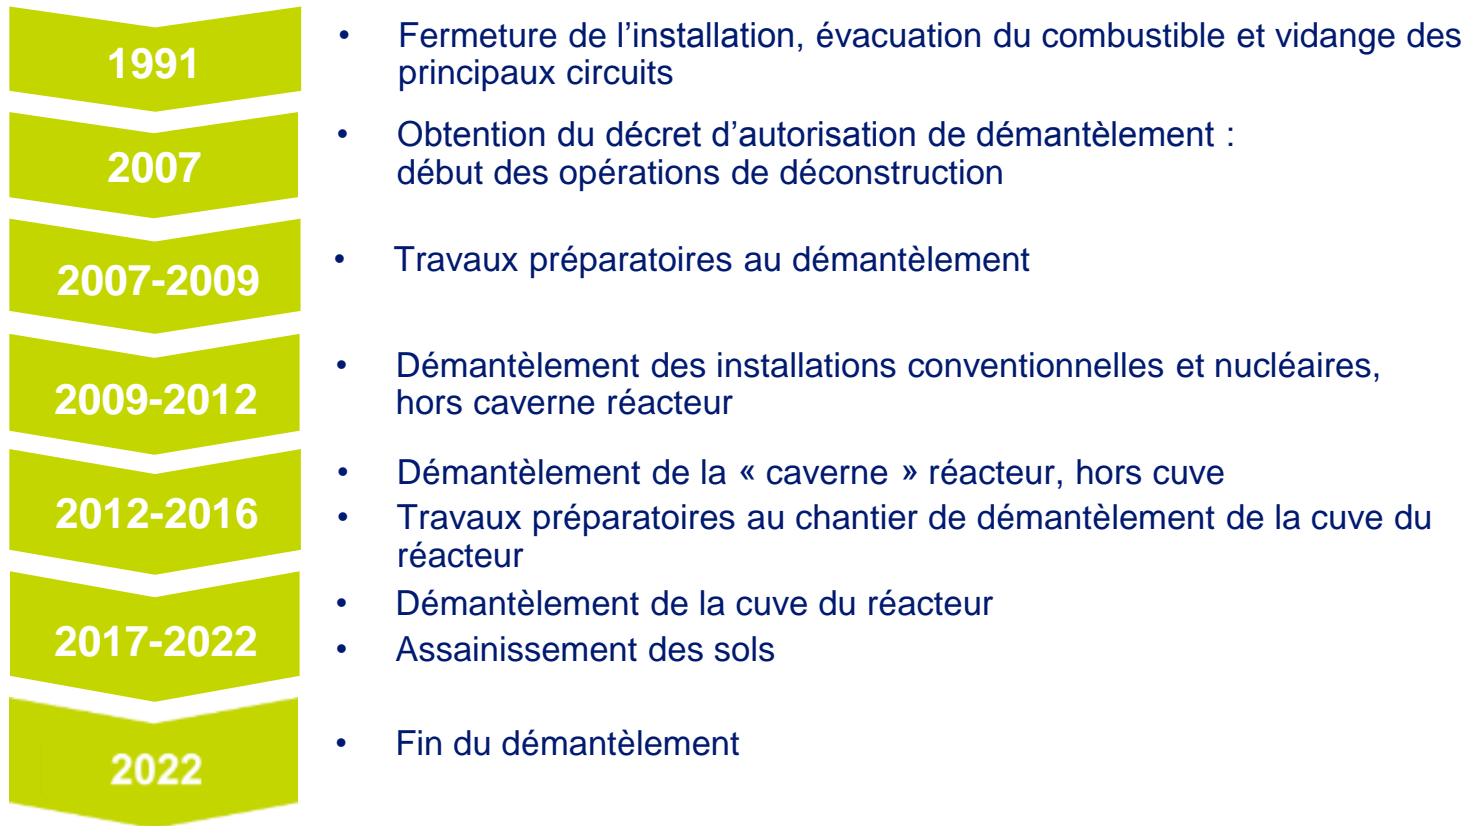 1991
• Fermeture de l’installation, évacuation du combustible et vidange des
principaux circuits
2007
• Obtention du décret d’autorisation de démantèlement :
début des opérations de déconstruction
2007-2009
• Travaux préparatoires au démantèlement
2009-2012
• Démantèlement des installations conventionnelles et nucléaires,
hors caverne réacteur
2012-2016
• Démantèlement de la « caverne » réacteur, hors cuve
• Travaux préparatoires au chantier de démantèlement de la cuve du
réacteur
2017-2022
• Démantèlement de la cuve du réacteur
• Assainissement des sols
2022
• Fin du démantèlement